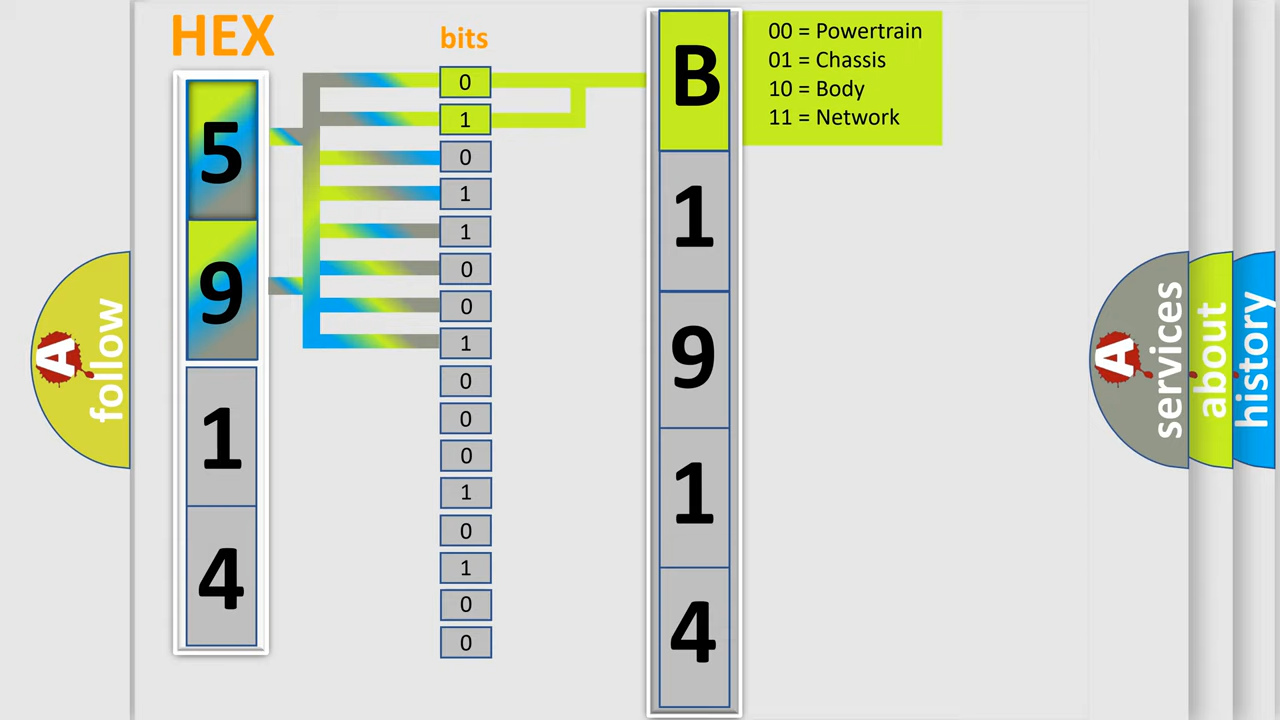 HEX
bits
5
9
1
4
0
1
0
1
1
0
0
1
0
0
0
1
0
1
0
0
B
1
9
1
4
00 = Powertrain
01 = Chassis
10 = Body
11 = Network
A
follow
A
services
about
history